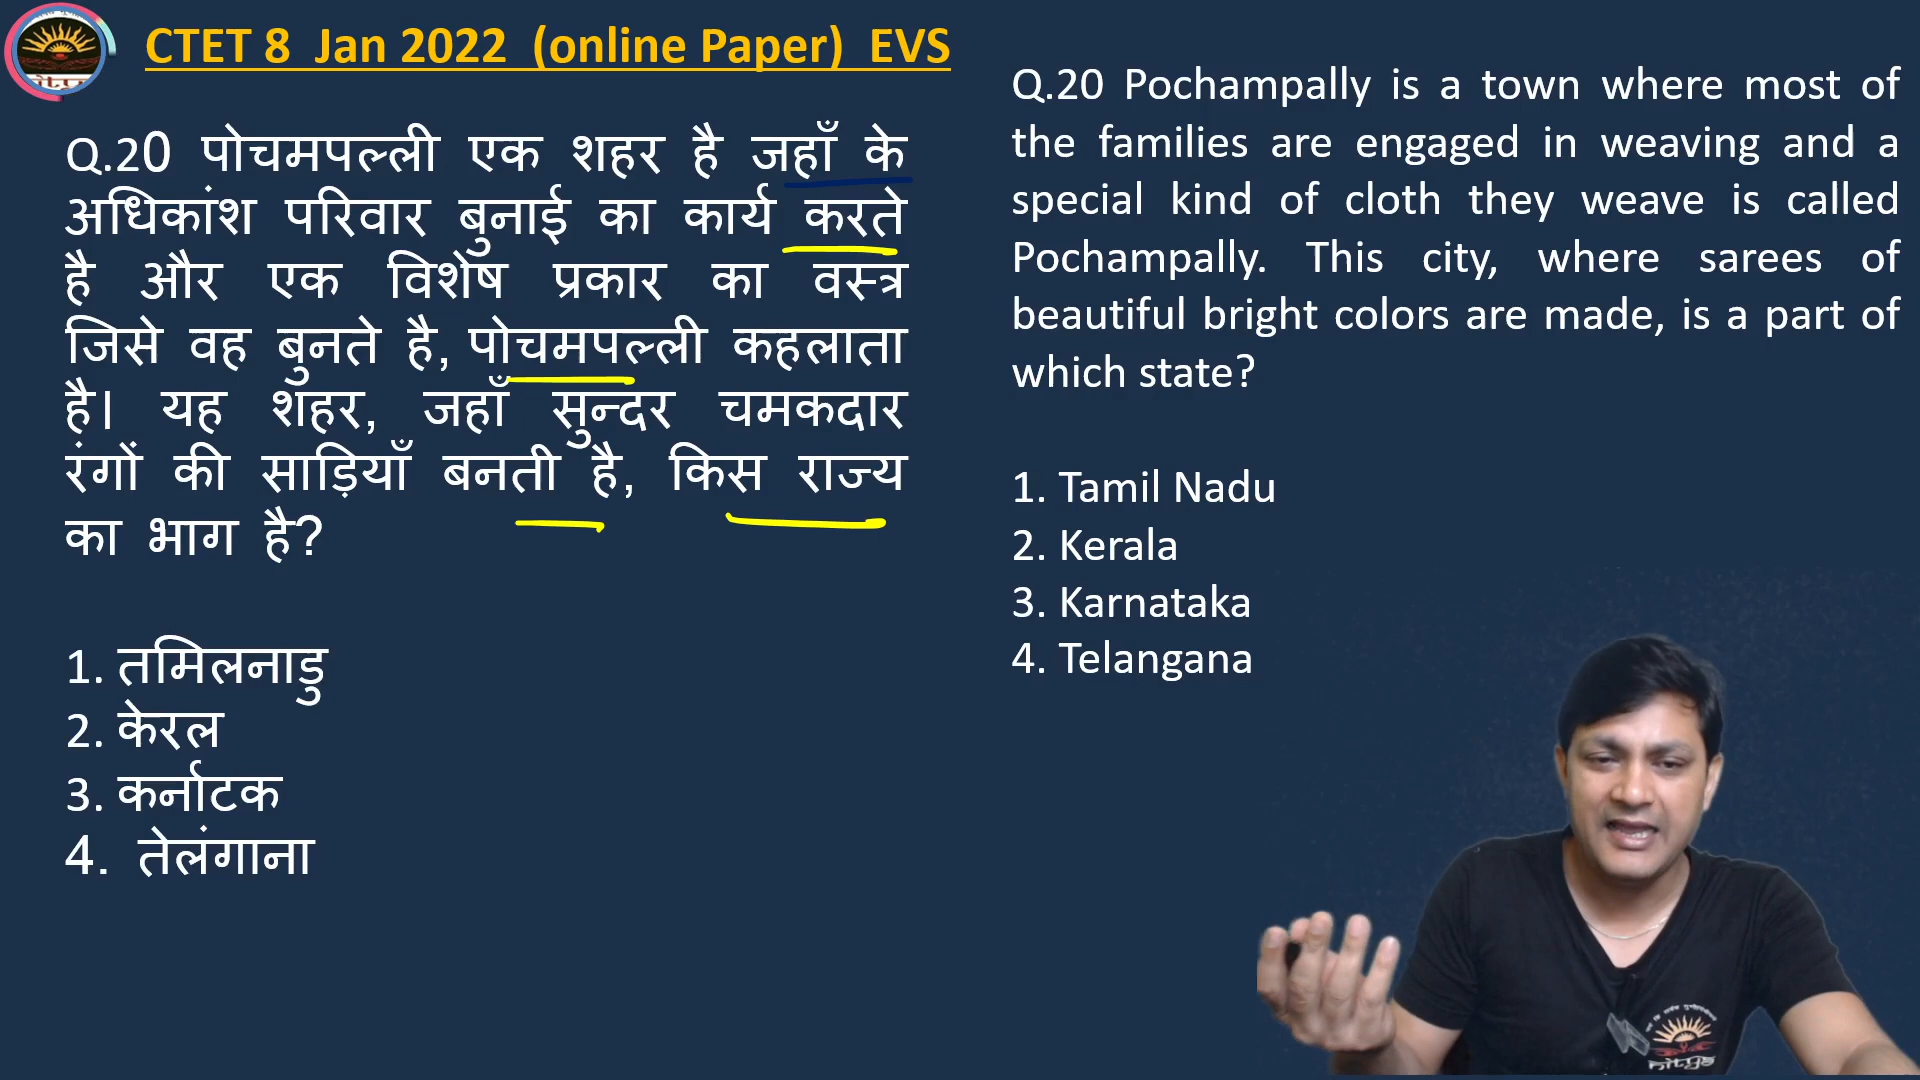 CTET 8 Jan 2022 (online Paper) EVS
Q.20 पोचमपल्ली एक शहर है जहाँ के
अधिकांश परिवार बुनाई का कार्य करते
है और एक विशेष प्रकार का वस्त्र
जिसे वह बुनते है, पोचमपल्ली कहलाता
है। यह शहर, जहाँ सुन्दर चमकदार
रंगों की साड़ियाँ बनती है, किस राज्य
का भाग है?
1. तमिलनाडु
2. केरल
3. कर्नाटक
4. तेलंगाना
Q.20 Pochampally is a town where most of
the families are engaged in weaving and a
special kind of cloth they weave is called
Pochampally. This city, where sarees of
beautiful bright colors are made, is a part of
which state?
1. Tamil Nadu
2. Kerala
3. Karnataka
4. Telangana
nitya